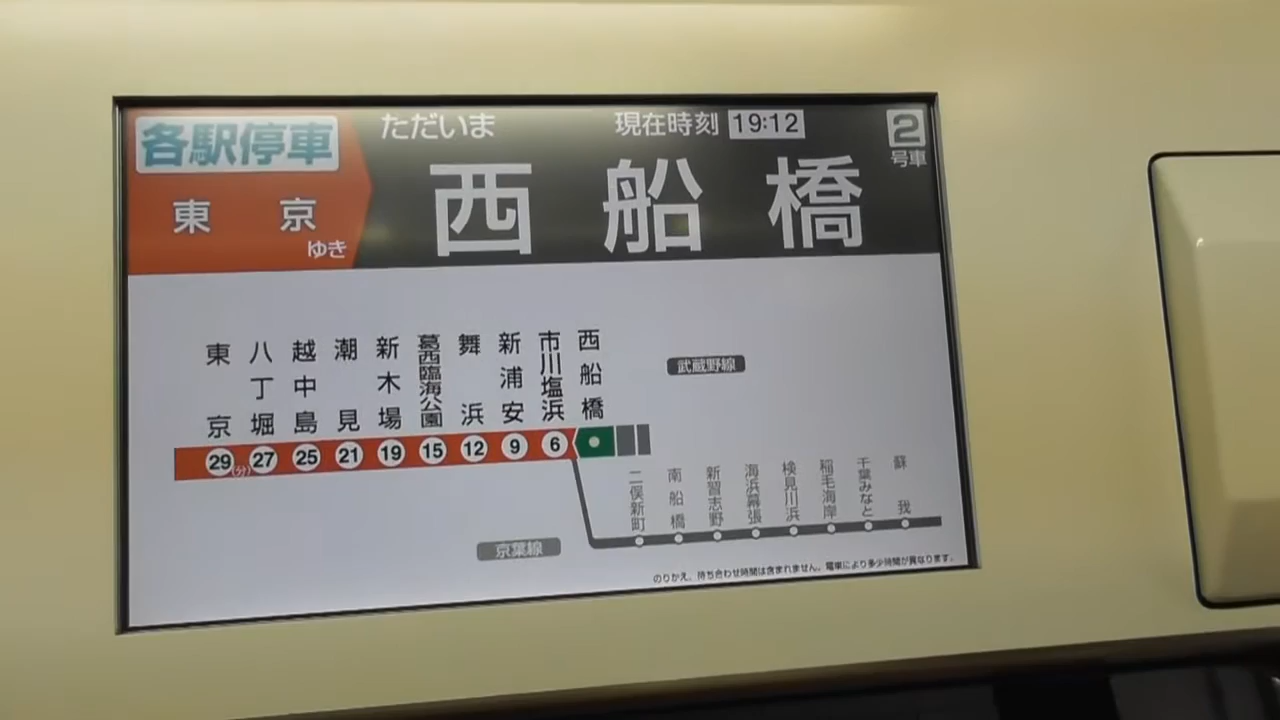 各駅停車
東京
ゆき
ただいま
現在時刻 19:12
2
号車
西船橋
東京
八丁堀
越中島
潮見
新木場
葛西臨海公園
舞浜
新浦安
市川塩浜
西船橋
武蔵野線
29 27 25 21 19 15 12 9 6
(分)
二俣新町
南船橋
新習志野
海浜幕張
検見川浜
稲毛海岸
千葉みなと
蘇我
京葉線
のりかえ、待ち合わせ時間は含まれません。電車により多少時間が異なります。